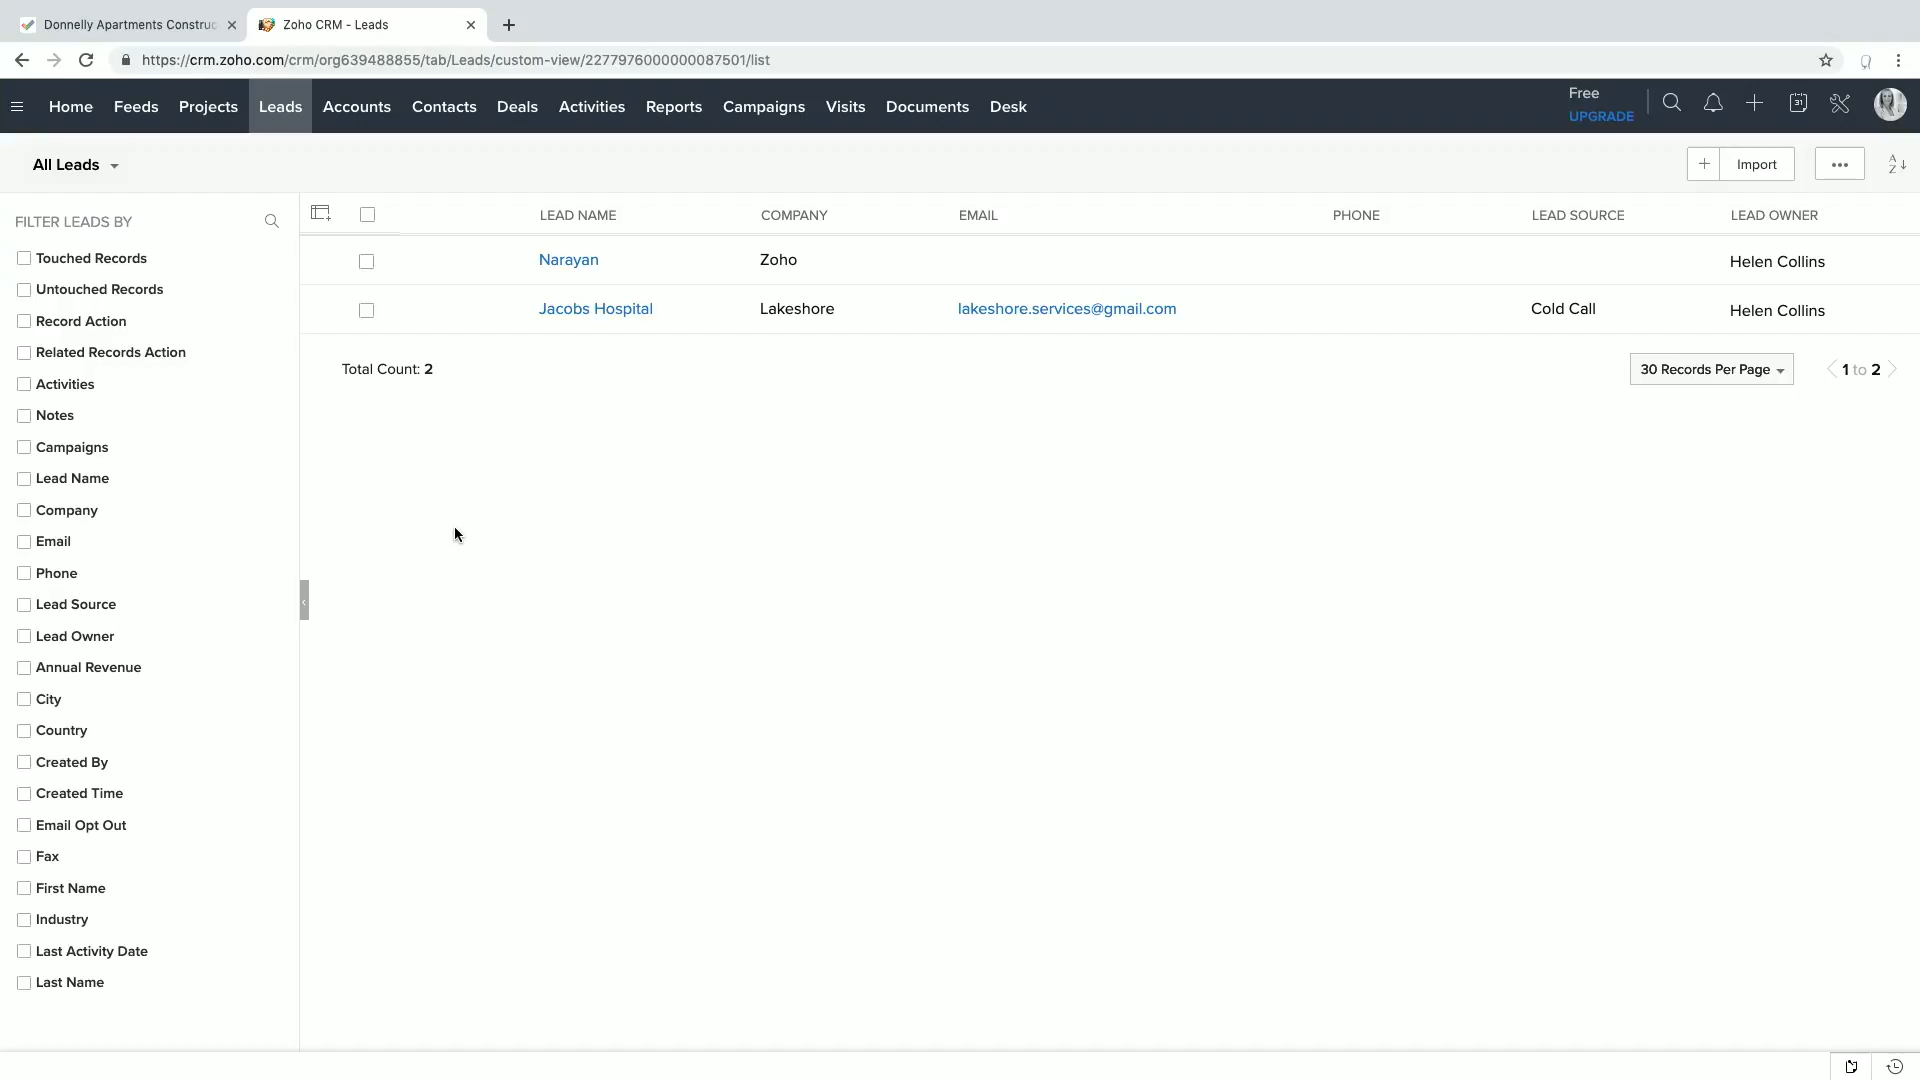 Donnelly Apartments Construc
Zoho CRM - Leads
https://crm.zoho.com/crm/org639488855/tab/Leads/custom-view/2277976000000087501/list
Home Feeds Projects Leads Accounts Contacts Deals Activities Reports Campaigns Visits Documents Desk
Free
UPGRADE
31
All Leads
Import
A
Z
FILTER LEADS BY
Touched Records
Untouched Records
Record Action
Related Records Action
Activities
Notes
Campaigns
Lead Name
Company
Email
Phone
Lead Source
Lead Owner
Annual Revenue
City
Country
Created By
Created Time
Email Opt Out
Fax
First Name
Industry
Last Activity Date
Last Name
LEAD NAME COMPANY EMAIL PHONE LEAD SOURCE LEAD OWNER
Narayan Zoho Helen Collins
Jacobs Hospital Lakeshore lakeshore.services@gmail.com Cold Call Helen Collins
Total Count: 2
30 Records Per Page
1 to 2